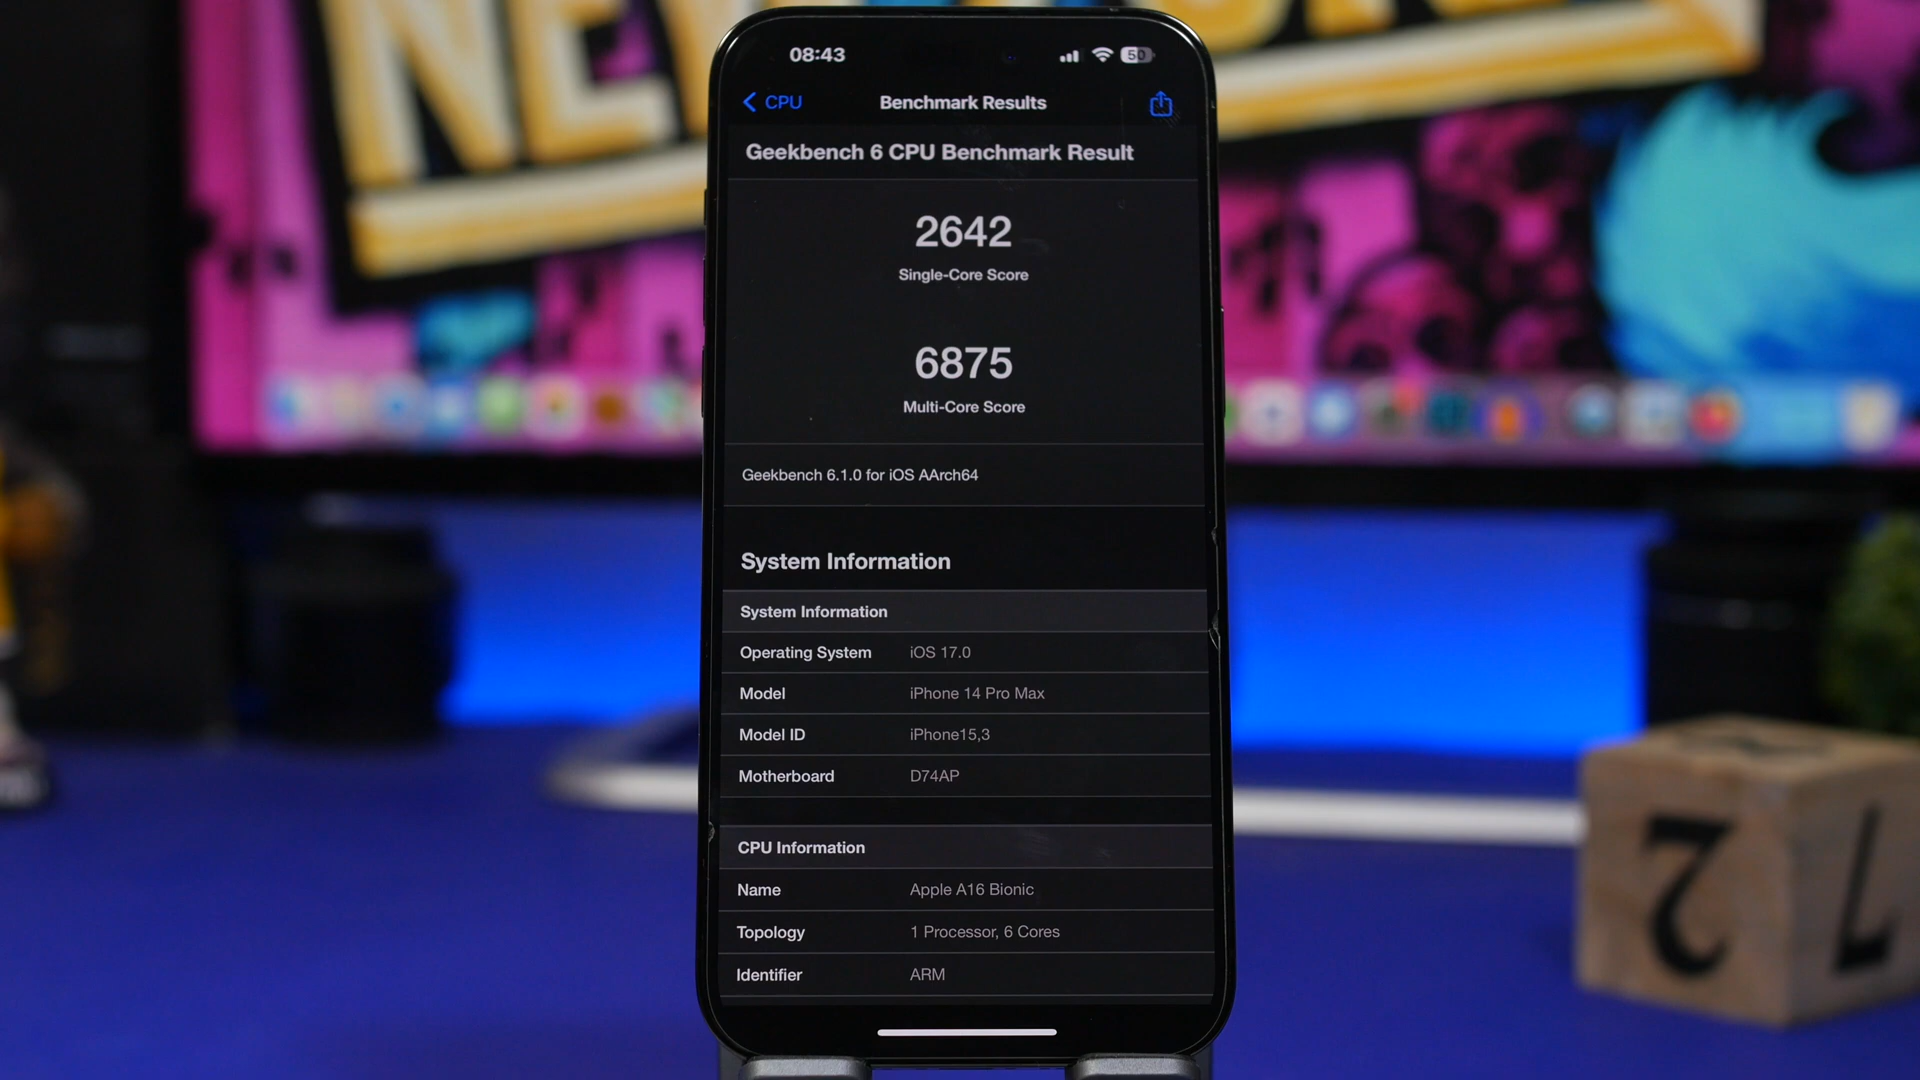 08:43
50
CPU
Benchmark Results
Geekbench 6 CPU Benchmark Result
2642
Single-Core Score
6875
Multi-Core Score
Geekbench 6.1.0 for iOS AArch64
System Information
System Information
Operating System iOS 17.0
Model iPhone 14 Pro Max
Model ID iPhone15,3
Motherboard D74AP
CPU Information
Name Apple A16 Bionic
Topology 1 Processor, 6 Cores
Identifier ARM
2
1